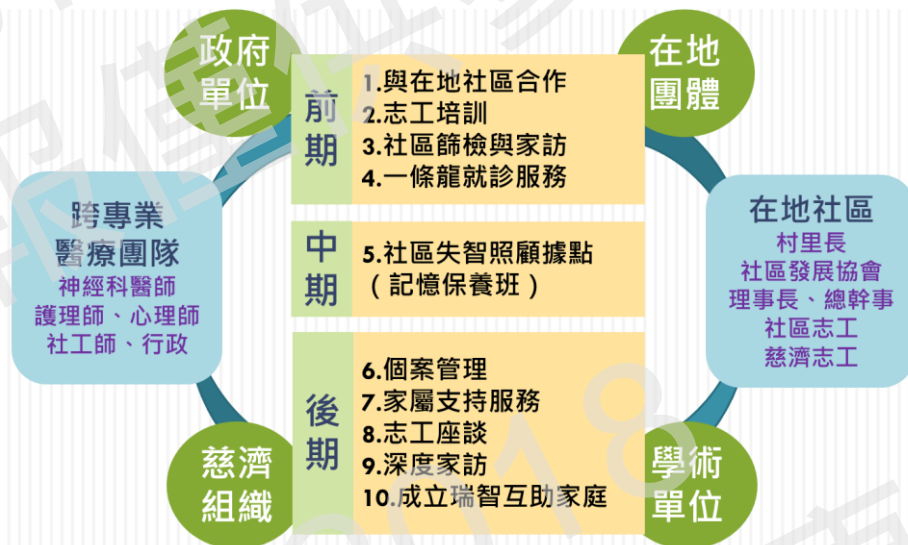 政府
單位
在地
團體
前
期
1.與在地社區合作
2.志工培訓
3.社區篩檢與家訪
4.一條龍就診服務
跨專業
醫療團隊
神經科醫師
護理師、心理師
社工師、行政
中
期
5.社區失智照顧據點
（記憶保養班）
在地社區
村里長
社區發展協會
理事長、總幹事
社區志工
慈濟志工
後
期
6.個案管理
7.家屬支持服務
8.志工座談
9.深度家訪
10.成立瑞智互助家庭
慈濟
組織
學術
單位
2018